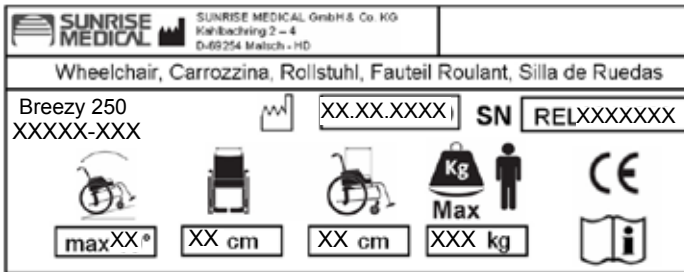 SUNRISE MEDICAL
SUNRISE MEDICAL GmbH & Co. KG
Kahlbachring 2 – 4
D-69254 Malsch - HD
Wheelchair, Carrozzina, Rollstuhl, Fauteil Roulant, Silla de Ruedas
Breezy 250
XXXXX-XXX
XX.XX.XXXX
SN
RELXXXXXXX
Kg
Max
CE
maxXX°
XX cm
XX cm
XXX kg
i